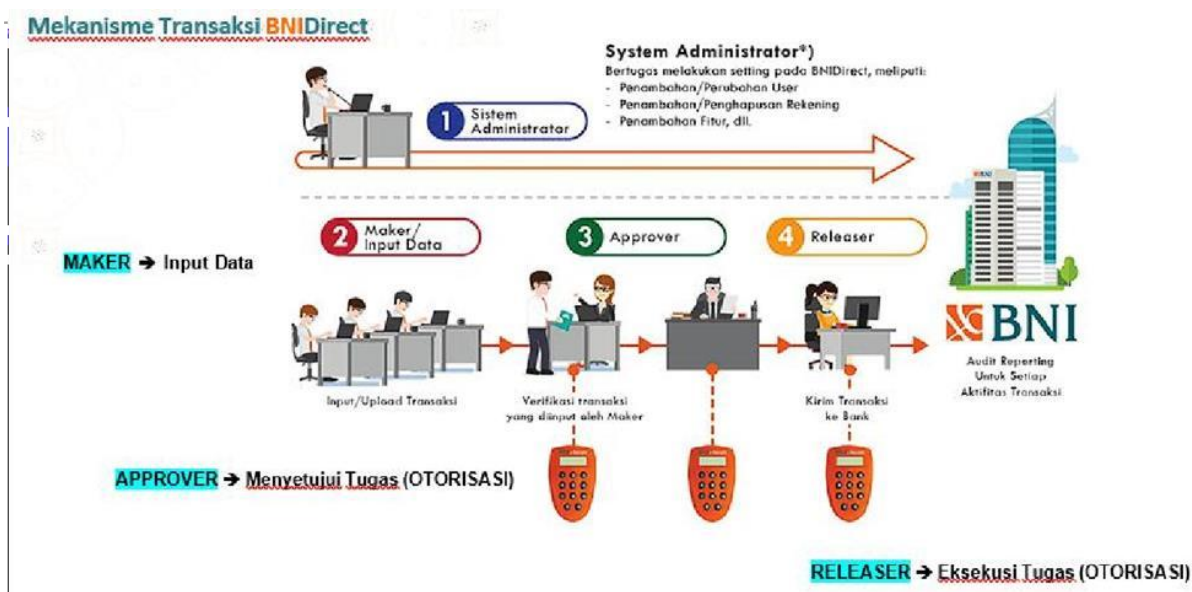 Mekanisme Transaksi BNIDirect
System Administrator*)
Bertugas melakukan setting pada BNIDirect, meliputi:
- Penambahan/Perubahan User
- Penambahan/Penghapusan Rekening
- Penambahan Fitur, dll.
1 Sistem
Administrator
2 Maker/
Input Data
3 Approver
4 Releaser
MAKER → Input Data
BNI
BNI
Audit Reporting
Untuk Setiap
Aktifitas Transaksi
Input/Upload Transaksi
Verifikasi transaksi
yang diinput oleh Maker
Kirim Transaksi
ke Bank
APPROVER → Menyetujui Tugas (OTORISASI)
RELEASER → Eksekusi Tugas (OTORISASI)